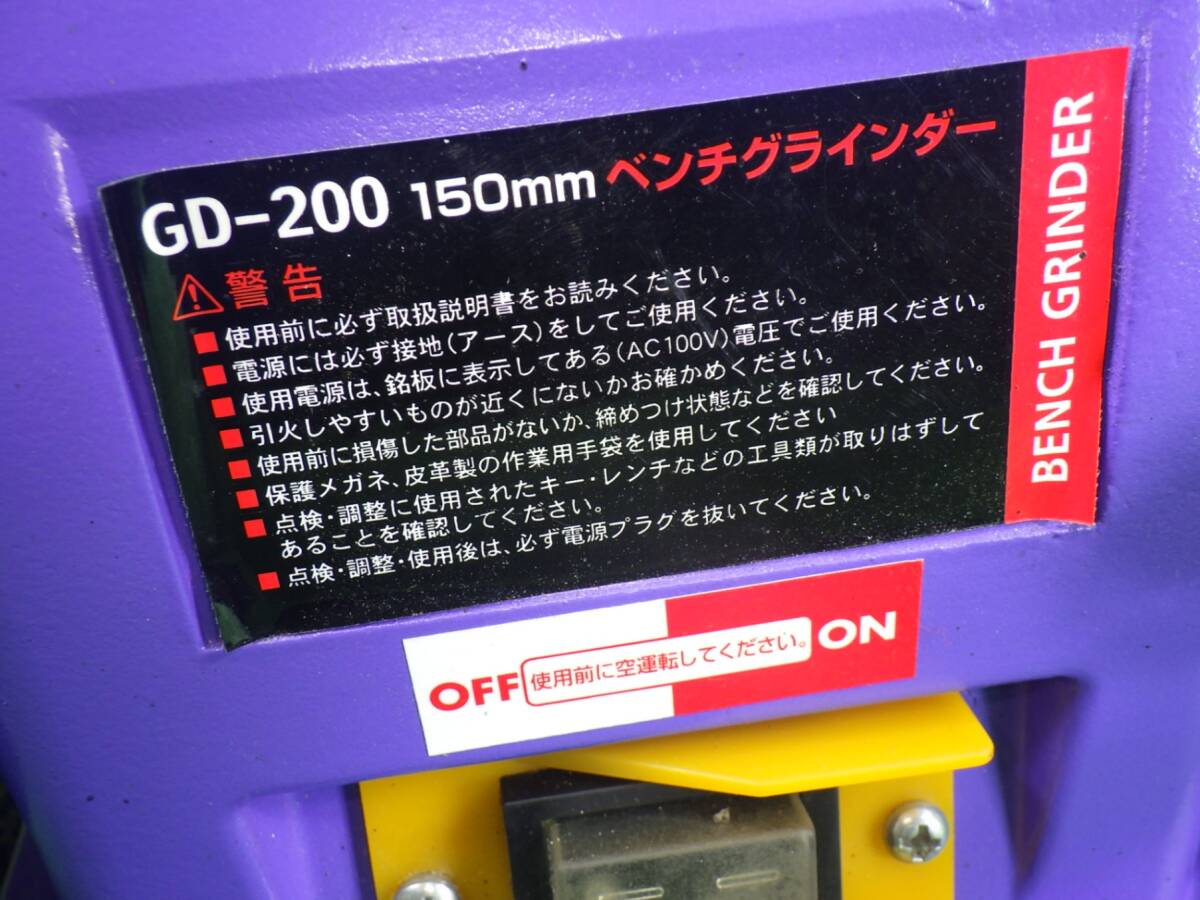 GD-200 150mm ベンチグラインダー
⚠警告
■ 使用前に必ず取扱説明書をお読みください。
■ 電源には必ず接地(アース)をしてご使用ください。
■ 使用電源は、銘板に表示してある(AC100V)電圧でご使用ください。
■ 引火しやすいものが近くにないかお確かめください。
■ 使用前に損傷した部品がないか、締めつけ状態などを確認してください。
■ 保護メガネ、皮革製の作業用手袋を使用してください
■ 点検・調整に使用されたキー・レンチなどの工具類が取りはずして
あることを確認してください。
■ 点検・調整・使用後は、必ず電源プラグを抜いてください。
BENCH GRINDER
OFF 使用前に空運転してください。 ON